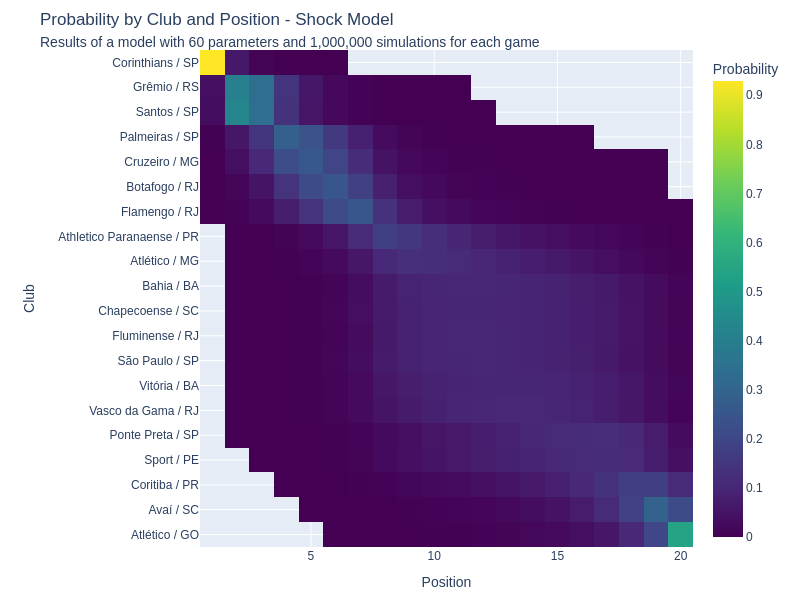 Probability by Club and Position - Shock Model
Results of a model with 60 parameters and 1,000,000 simulations for each game
Probability
Club
Corinthians / SP
Grêmio / RS
Santos / SP
Palmeiras / SP
Cruzeiro / MG
Botafogo / RJ
Flamengo / RJ
Athletico Paranaense / PR
Atlético / MG
Bahia / BA
Chapecoense / SC
Fluminense / RJ
São Paulo / SP
Vitória / BA
Vasco da Gama / RJ
Ponte Preta / SP
Sport / PE
Coritiba / PR
Avaí / SC
Atlético / GO
0.9
0.8
0.7
0.6
0.5
0.4
0.3
0.2
0.1
0
5 10 15 20
Position